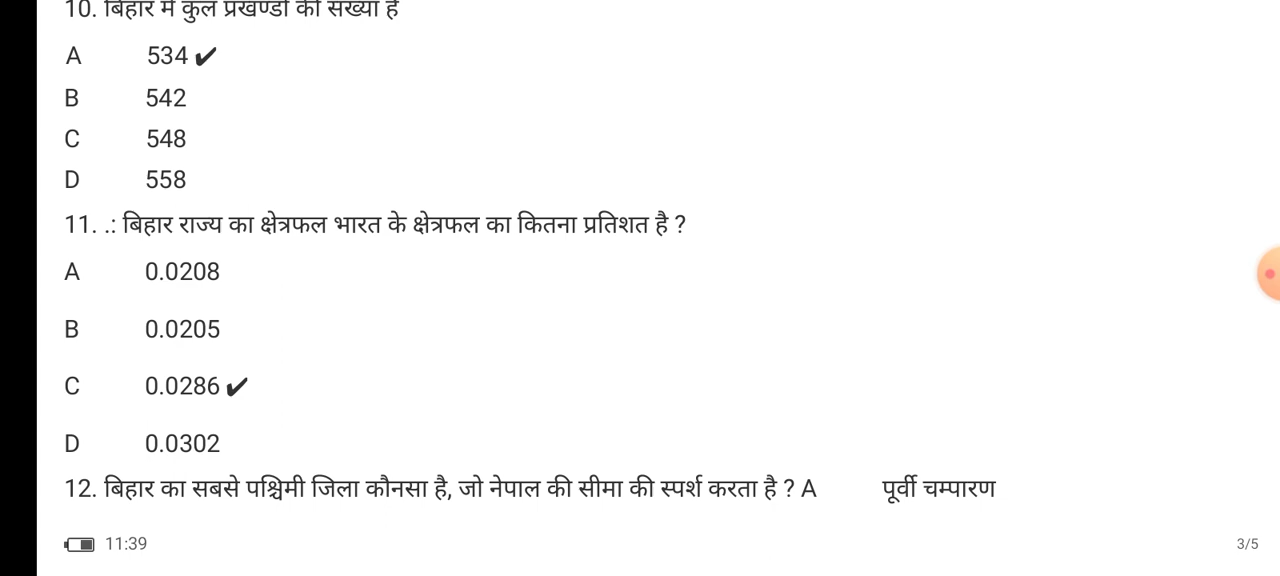 10. बिहार में कुल प्रखण्डों की संख्या है
A 534 ✔
B 542
C 548
D 558
11. .: बिहार राज्य का क्षेत्रफल भारत के क्षेत्रफल का कितना प्रतिशत है ?
A 0.0208
B 0.0205
C 0.0286 ✔
D 0.0302
12. बिहार का सबसे पश्चिमी जिला कौनसा है, जो नेपाल की सीमा की स्पर्श करता है ? A पूर्वी चम्पारण
11:39
3/5